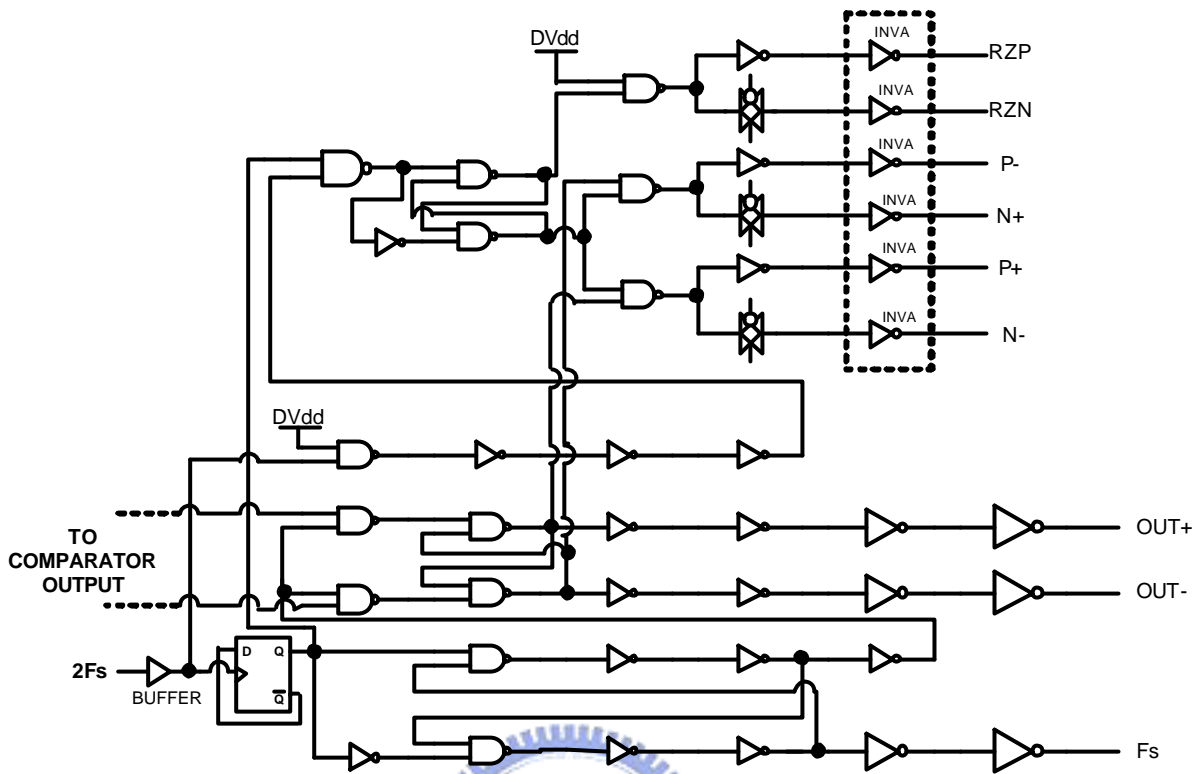 DVdd
INVA
RZP
INVA
RZN
INVA
P-
INVA
N+
INVA
P+
INVA
N-
DVdd
TO
COMPARATOR
OUTPUT
OUT+
OUT-
2Fs
BUFFER
D Q
Q̅
Fs